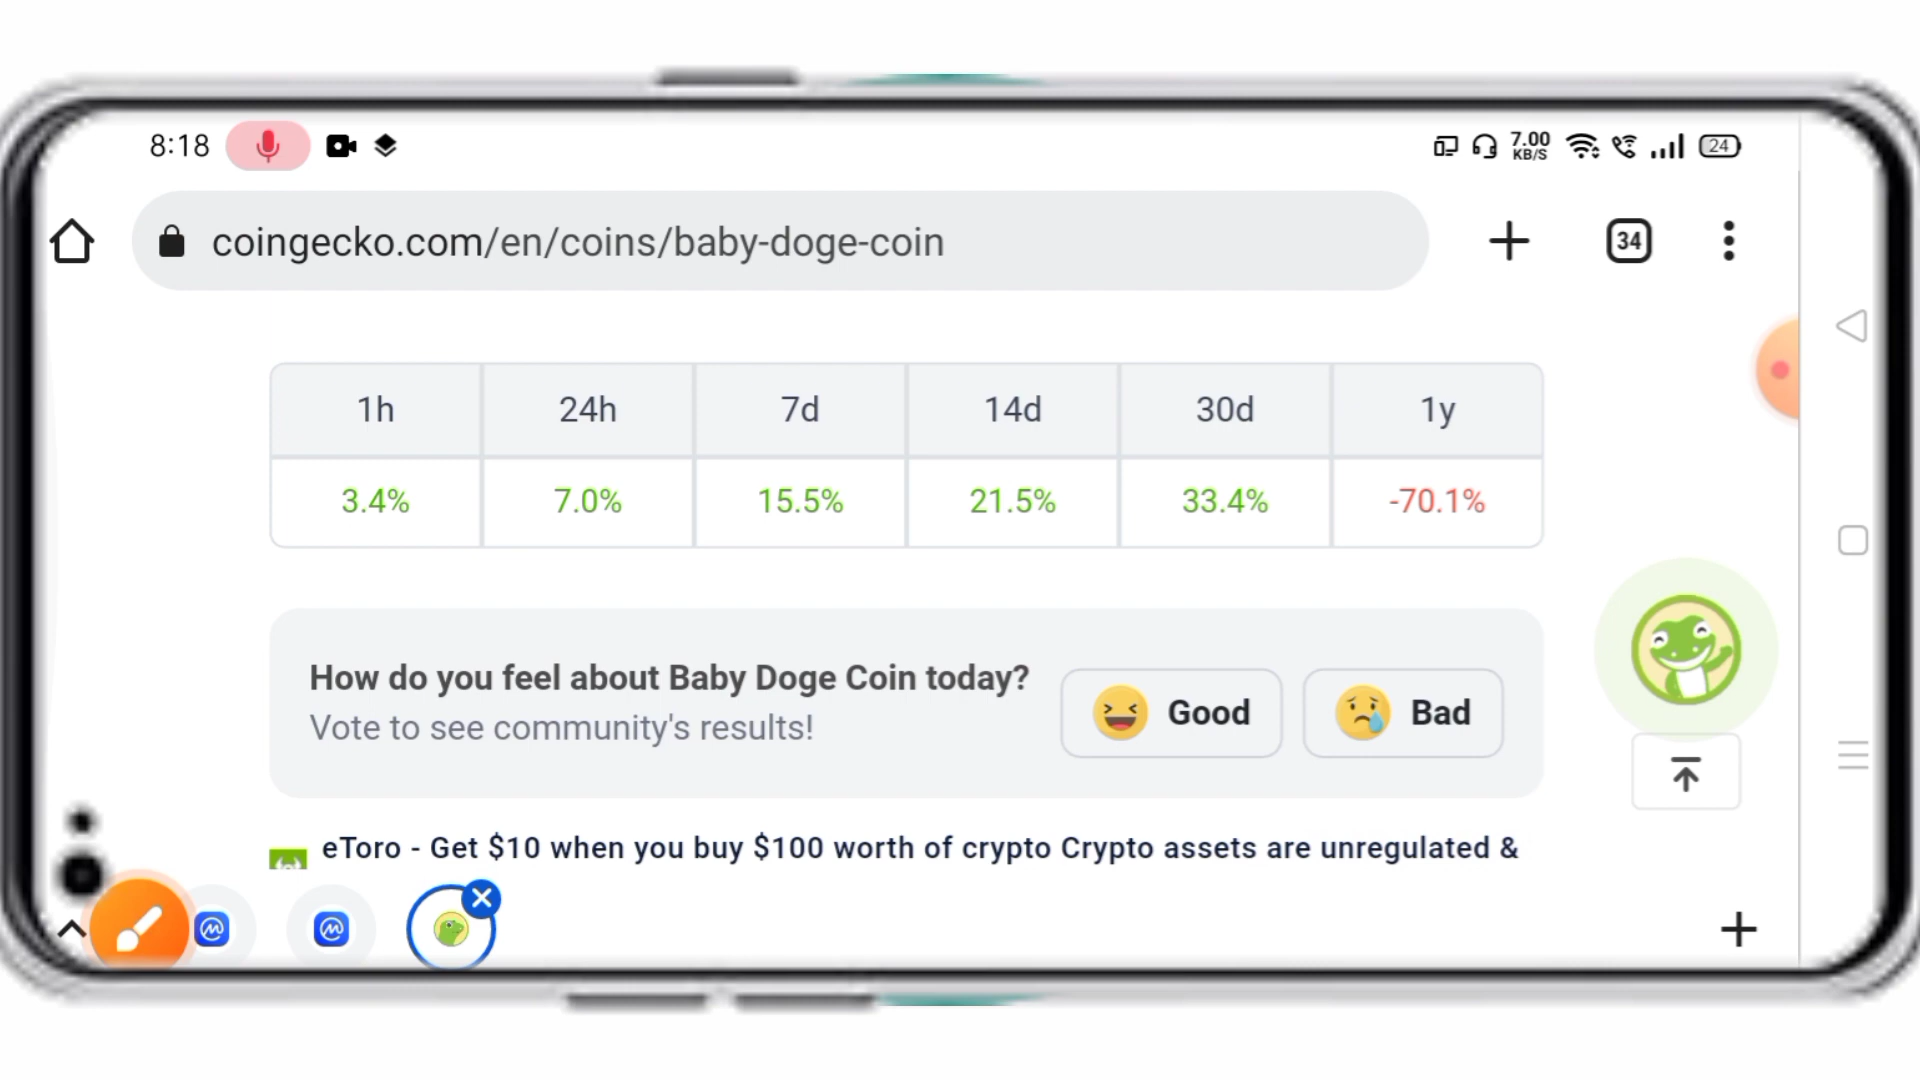 8:18
7.00
KB/S
24
coingecko.com/en/coins/baby-doge-coin
34
1h 24h 7d 14d 30d 1y
3.4% 7.0% 15.5% 21.5% 33.4% -70.1%
How do you feel about Baby Doge Coin today?
Vote to see community's results!
Good
Bad
eToro - Get $10 when you buy $100 worth of crypto Crypto assets are unregulated &